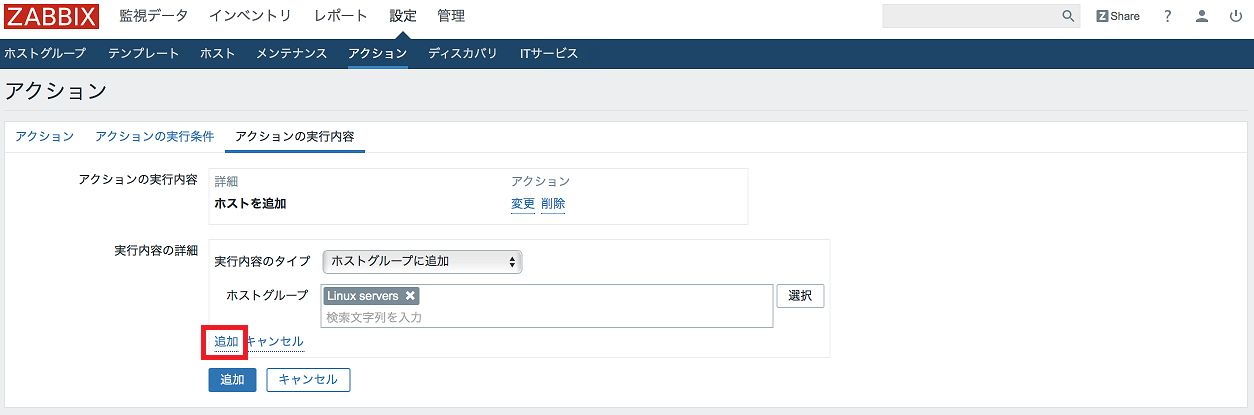 ZABBIX 監視データ インベントリ レポート 設定 管理 Z Share ?
ホストグループ テンプレート ホスト メンテナンス アクション ディスカバリ ITサービス
アクション
アクション アクションの実行条件 アクションの実行内容
アクションの実行内容 詳細 アクション
ホストを追加 変更 削除
実行内容の詳細 実行内容のタイプ ホストグループに追加
ホストグループ Linux servers 選択
検索文字列を入力
追加 キャンセル
追加 キャンセル